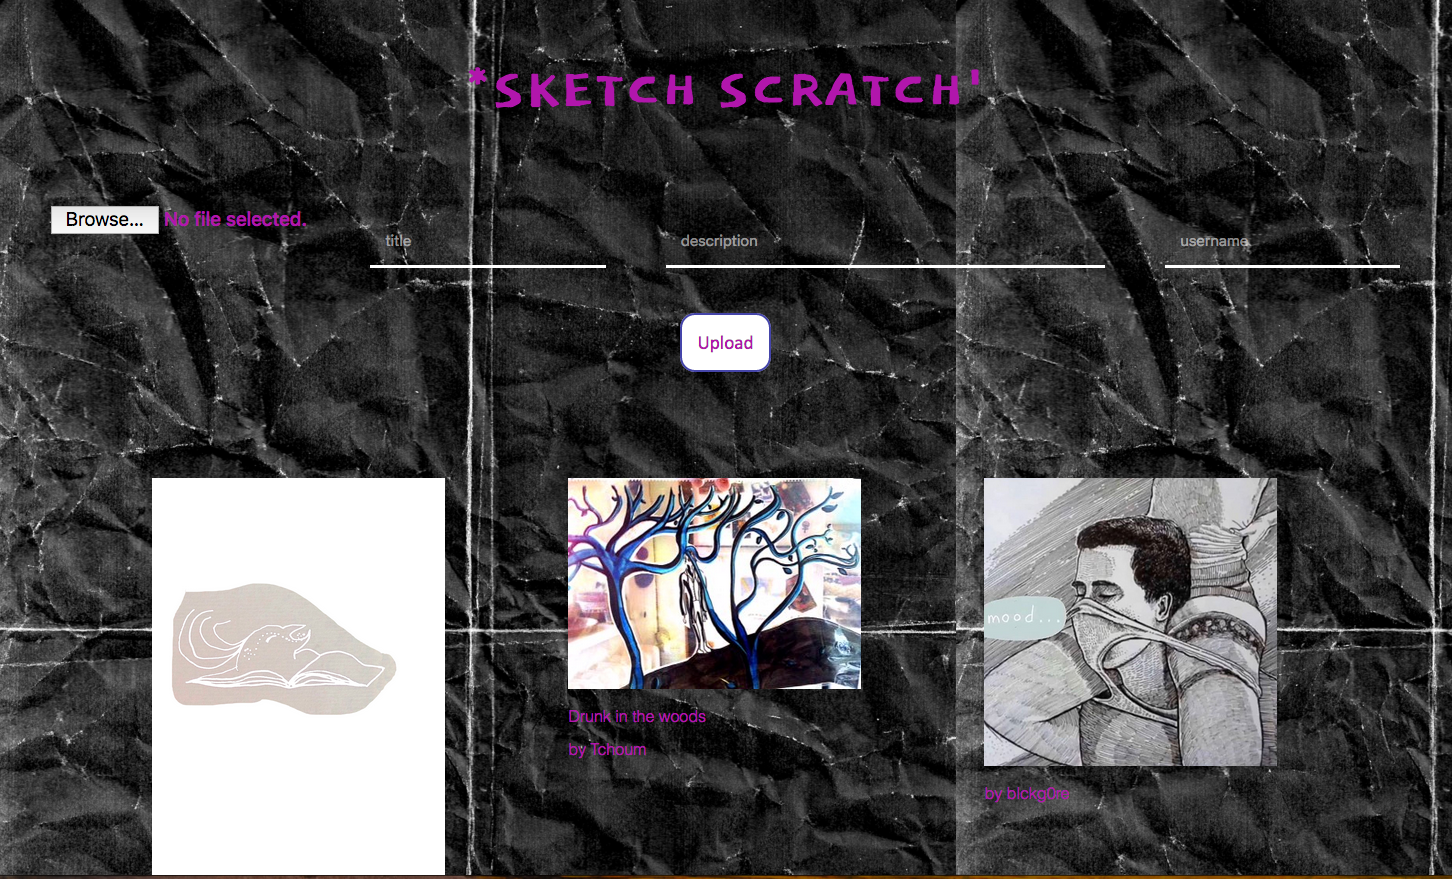 *SKETCH SCRATCH'
Browse... No file selected.
title description username
Upload
mood...
Drunk in the woods
by Tchoum
by blckg0re